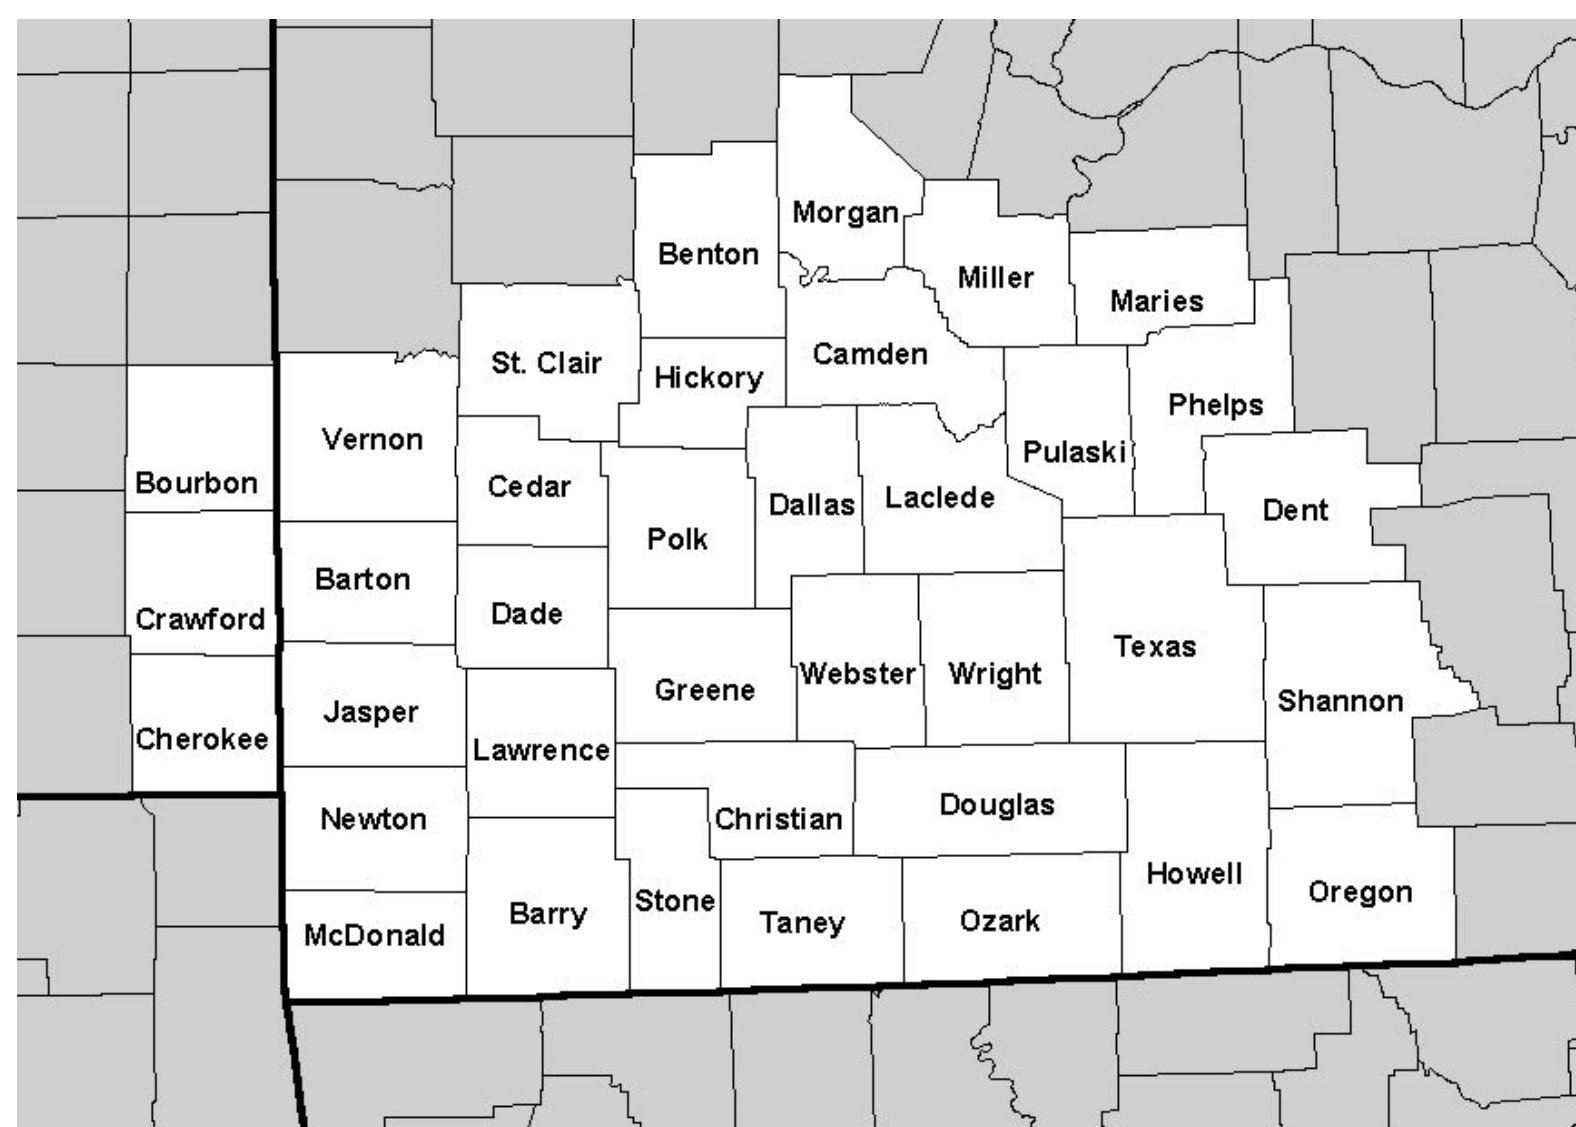 Morgan
Benton
Miller
Maries
St. Clair
Camden
Hickory
Phelps
Vernon
Pulaski
Bourbon
Cedar
Laclede
Dallas
Dent
Polk
Barton
Dade
Crawford
Texas
Webster
Wright
Greene
Shannon
Jasper
Cherokee
Lawrence
Douglas
Newton
Christian
Howell
Oregon
Stone
Barry
Taney
Ozark
McDonald